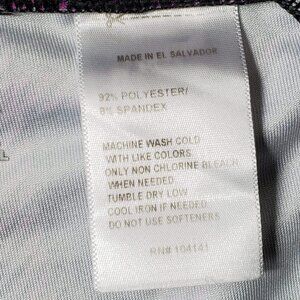 MADE IN EL SALVADOR
92% POLYESTER/
8% SPANDEX
MACHINE WASH COLD
WITH LIKE COLORS
ONLY NON CHLORINE BLEACH
WHEN NEEDED
TUMBLE DRY LOW
COOL IRON IF NEEDED
DO NOT USE SOFTENERS
RN# 104141